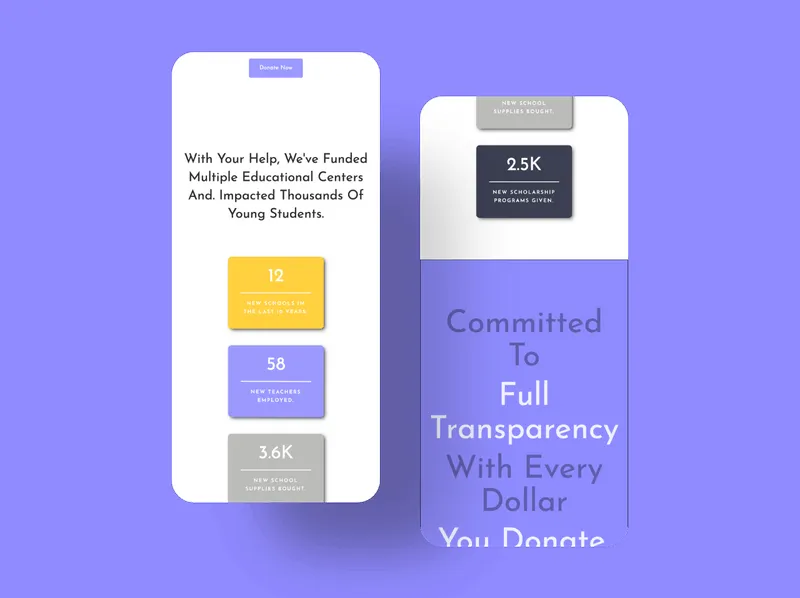 Donate Now
With Your Help, We've Funded
Multiple Educational Centers
And. Impacted Thousands Of
Young Students.
12
NEW SCHOOLS IN
THE LAST 10 YEARS.
58
NEW TEACHERS
EMPLOYED.
3.6K
NEW SCHOOL
SUPPLIES BOUGHT.
NEW SCHOOL
SUPPLIES BOUGHT.
2.5K
NEW SCHOLARSHIP
PROGRAMS GIVEN.
Committed
To
Full
Transparency
With Every
Dollar
You Donate.